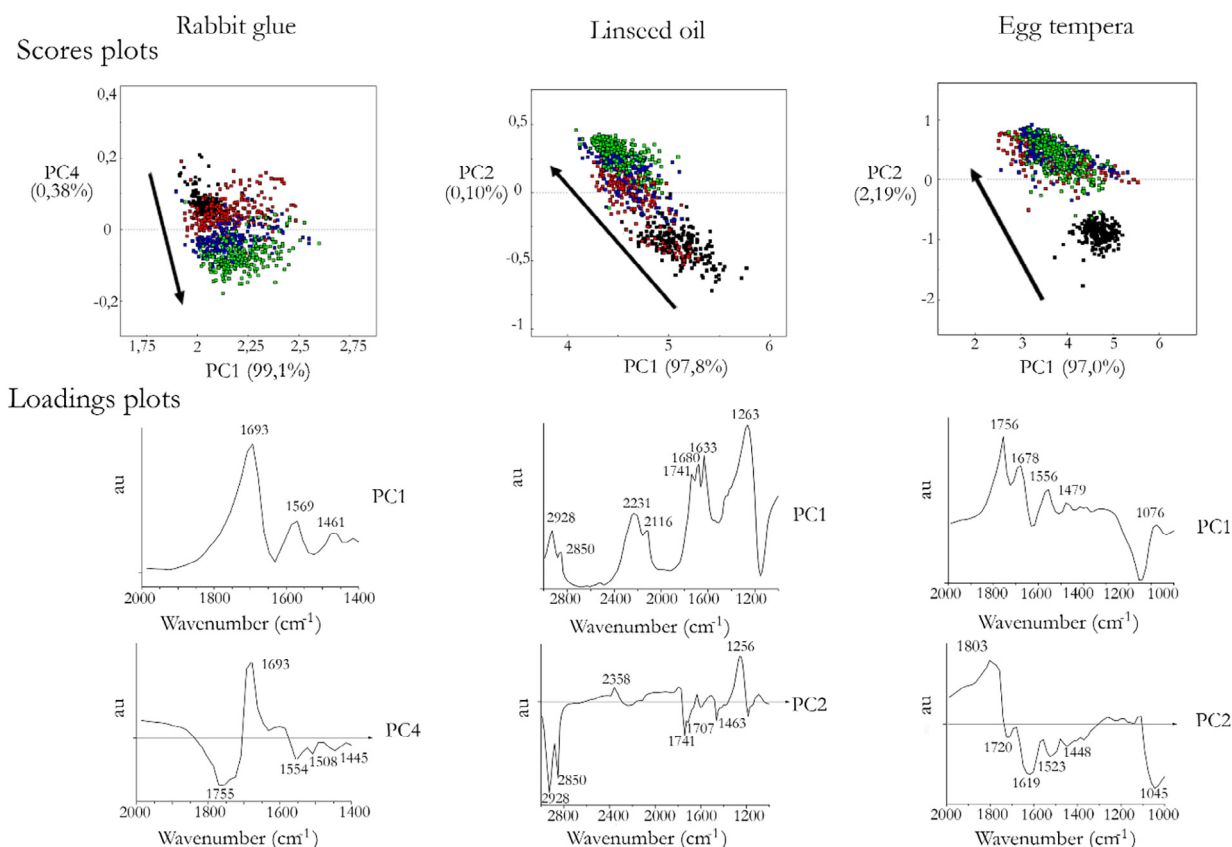 Rabbit glue
Linseed oil
Egg tempera
Scores plots
0,4
0,2
0
-0,2
PC4
(0,38%)
1,75 2 2,25 2,5 2,75
PC1 (99,1%)
0,5
0
-0,5
-1
PC2
(0,10%)
4 5 6
PC1 (97,8%)
1
0
-1
-2
PC2
(2,19%)
2 3 4 5 6
PC1 (97,0%)
Loadings plots
au
1693
1569
1461
PC1
2000 1800 1600 1400
Wavenumber (cm-1)
au
2928
2850
2231
2116
1741
1680
1633
1263
PC1
2800 2400 2000 1600 1200
Wavenumber (cm-1)
au
1756
1678
1556
1479
1076
PC1
2000 1800 1600 1400 1200 1000
Wavenumber (cm-1)
au
1693
1755
1554
1508
1445
PC4
2000 1800 1600 1400
Wavenumber (cm-1)
au
2928
2850
2358
1741
1707
1463
1256
PC2
2800 2400 2000 1600 1200
Wavenumber (cm-1)
au
1803
1720
1619
1523
1448
1045
PC2
2000 1800 1600 1400 1200 1000
Wavenumber (cm-1)